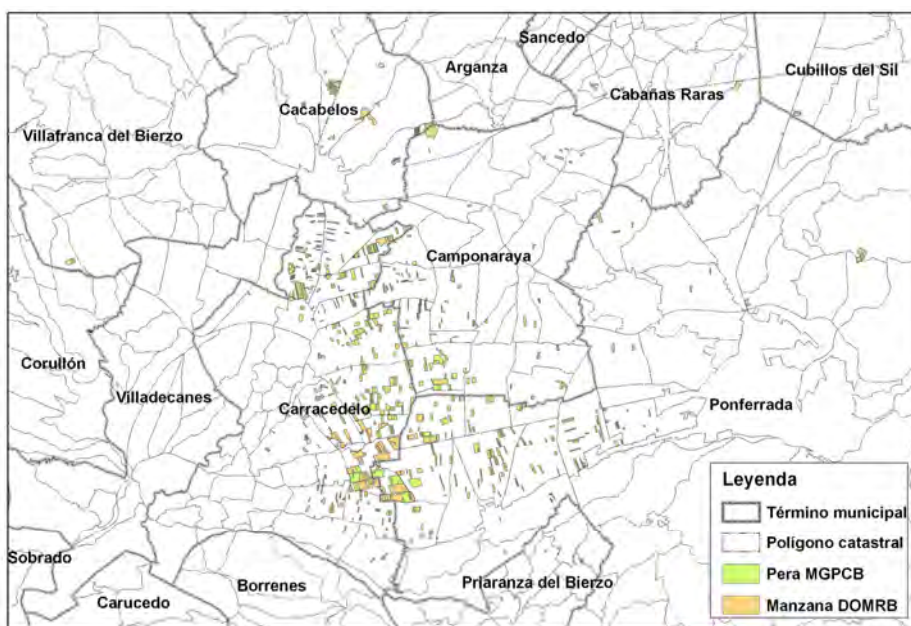 Sancedo
Arganza
Cubillos del Sil
Cabañas Raras
Cacabelos
Villafranca del Bierzo
Camponaraya
Corullón
Villadecanes
Carracedelo
Ponferrada
Sobrado
Borrenes
Priaranza del Bierzo
Carucedo
Leyenda
Término municipal
Polígono catastral
Pera MGPCB
Manzana DOMRB